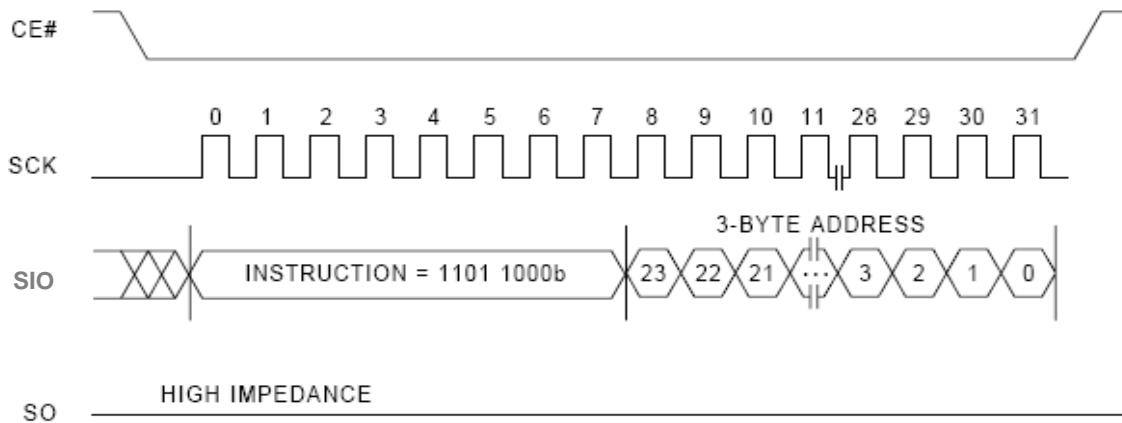 CE#
0 1 2 3 4 5 6 7 8 9 10 11 28 29 30 31
SCK
3-BYTE ADDRESS
SIO INSTRUCTION = 1101 1000b 23 22 21 ... 3 2 1 0
HIGH IMPEDANCE
SO